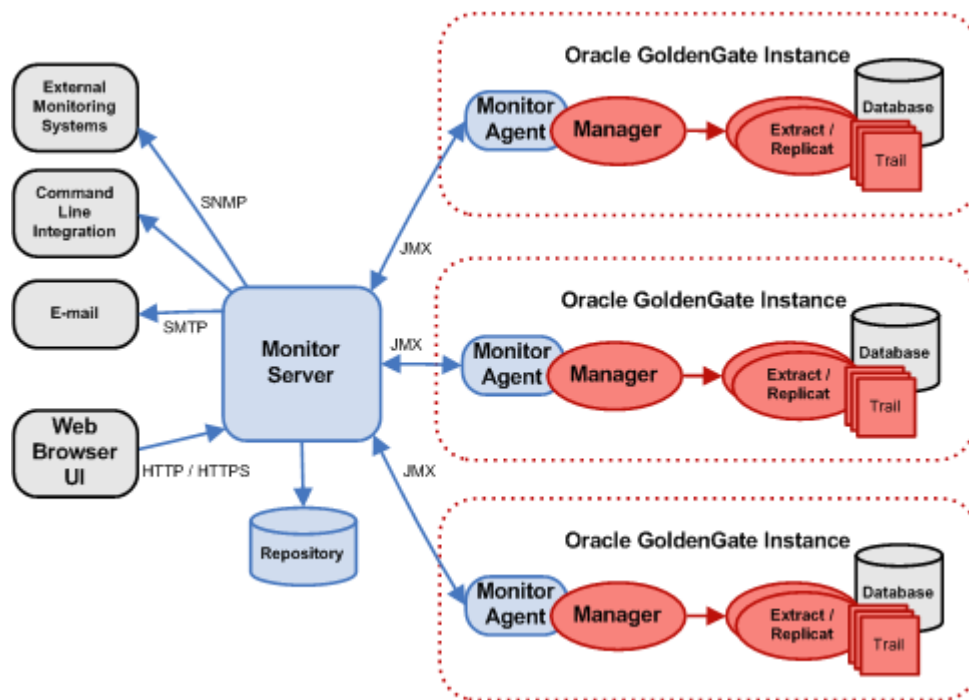 External
Monitoring
Systems
Command
Line
Integration
E-mail
Web
Browser
UI
SNMP
SMTP
HTTP / HTTPS
Monitor
Server
Repository
JMX
JMX
JMX
Oracle GoldenGate Instance
Monitor
Agent
Manager
Extract /
Replicat
Database
Trail
Oracle GoldenGate Instance
Monitor
Agent
Manager
Extract /
Replicat
Database
Trail
Oracle GoldenGate Instance
Monitor
Agent
Manager
Extract /
Replicat
Database
Trail